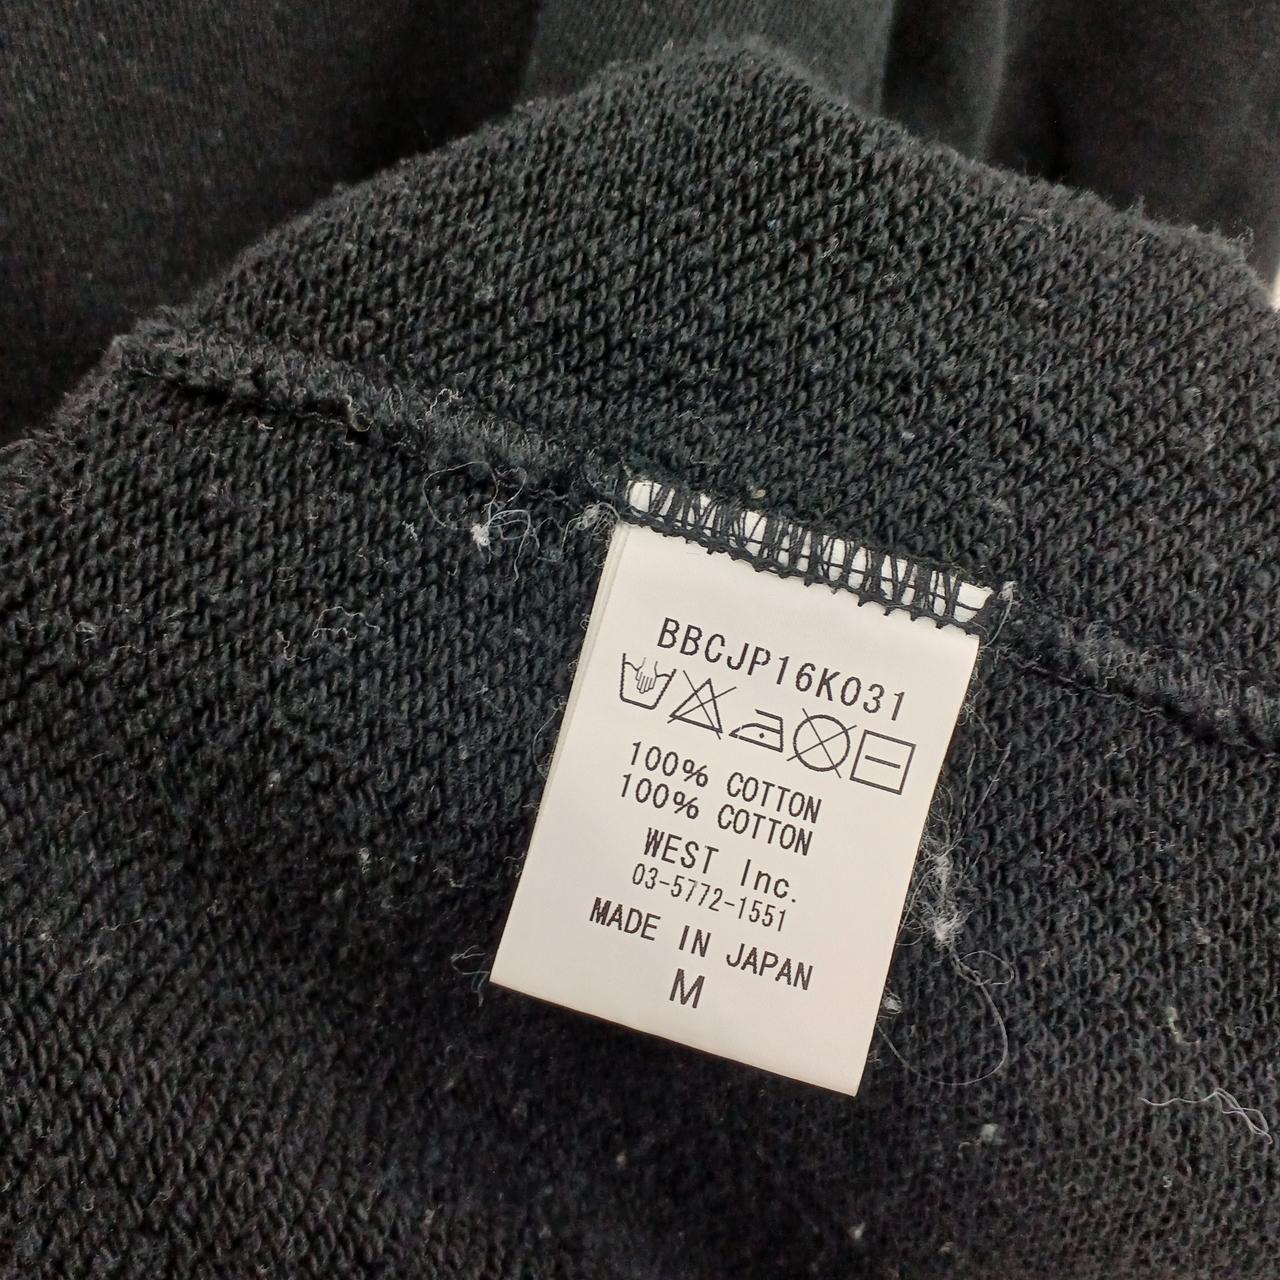 BBCJP16K031
100% COTTON
100% COTTON
WEST Inc.
03-5772-1551
MADE IN JAPAN
M